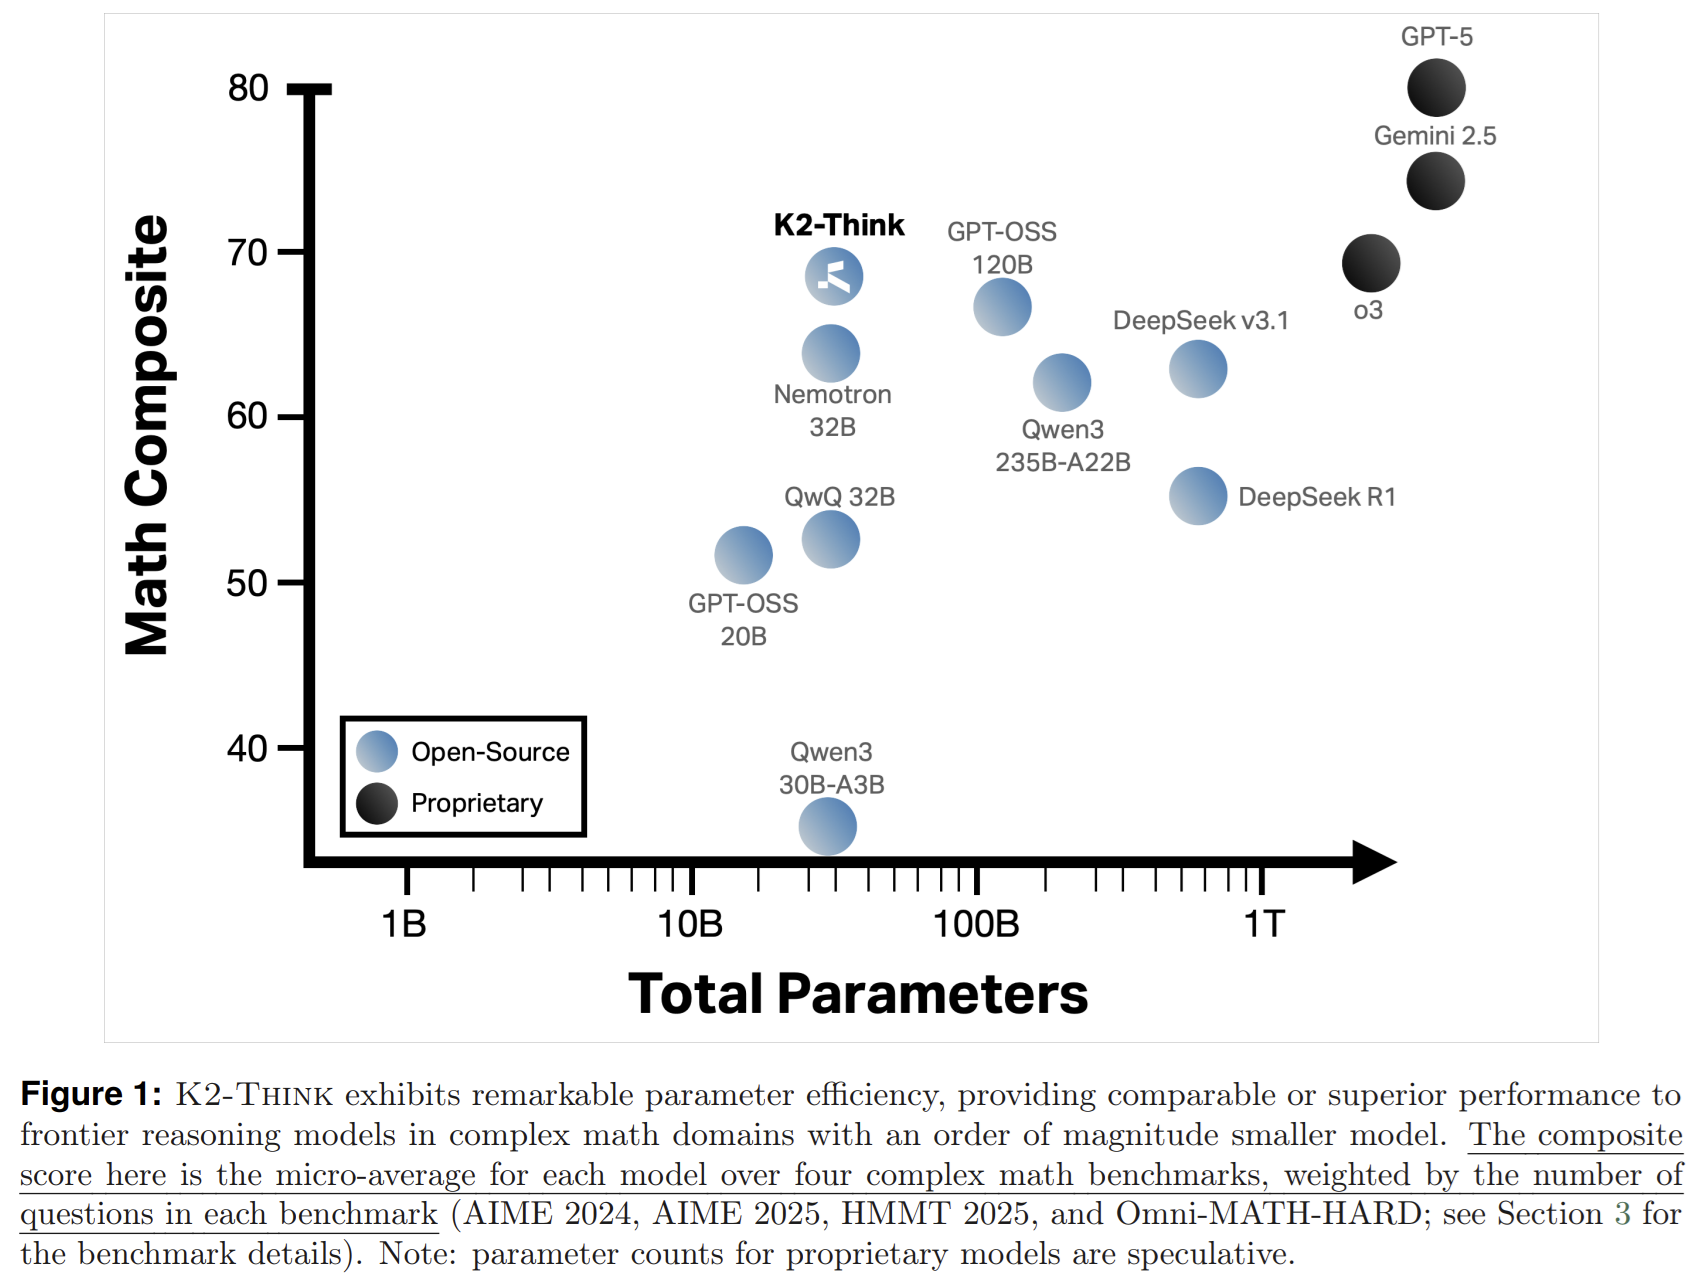 GPT-5
80
Gemini 2.5
K2-Think
GPT-OSS
120B
70
o3
DeepSeek v3.1
Nemotron
32B
60
Qwen3
235B-A22B
QwQ 32B
DeepSeek R1
50
GPT-OSS
20B
40
Qwen3
30B-A3B
Math Composite
Open-Source
Proprietary
1B 10B 100B 1T
Total Parameters
Figure 1: K2-THINK exhibits remarkable parameter efficiency, providing comparable or superior performance to
frontier reasoning models in complex math domains with an order of magnitude smaller model. The composite
score here is the micro-average for each model over four complex math benchmarks, weighted by the number of
questions in each benchmark (AIME 2024, AIME 2025, HMMT 2025, and Omni-MATH-HARD; see Section 3 for
the benchmark details). Note: parameter counts for proprietary models are speculative.